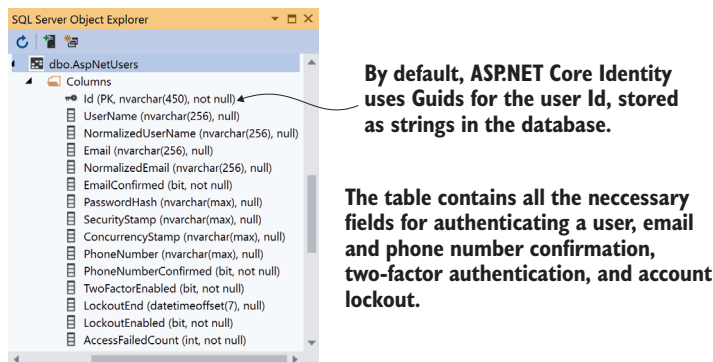 SQL Server Object Explorer
dbo.AspNetUsers
Columns
Id (PK, nvarchar(450), not null)
UserName (nvarchar(256), null)
NormalizedUserName (nvarchar(256), null)
Email (nvarchar(256), null)
NormalizedEmail (nvarchar(256), null)
EmailConfirmed (bit, not null)
PasswordHash (nvarchar(max), null)
SecurityStamp (nvarchar(max), null)
ConcurrencyStamp (nvarchar(max), null)
PhoneNumber (nvarchar(max), null)
PhoneNumberConfirmed (bit, not null)
TwoFactorEnabled (bit, not null)
LockoutEnd (datetimeoffset(7), null)
LockoutEnabled (bit, not null)
AccessFailedCount (int, not null)
By default, ASP.NET Core Identity
uses Guids for the user Id, stored
as strings in the database.
The table contains all the neccessary
fields for authenticating a user, email
and phone number confirmation,
two-factor authentication, and account
lockout.